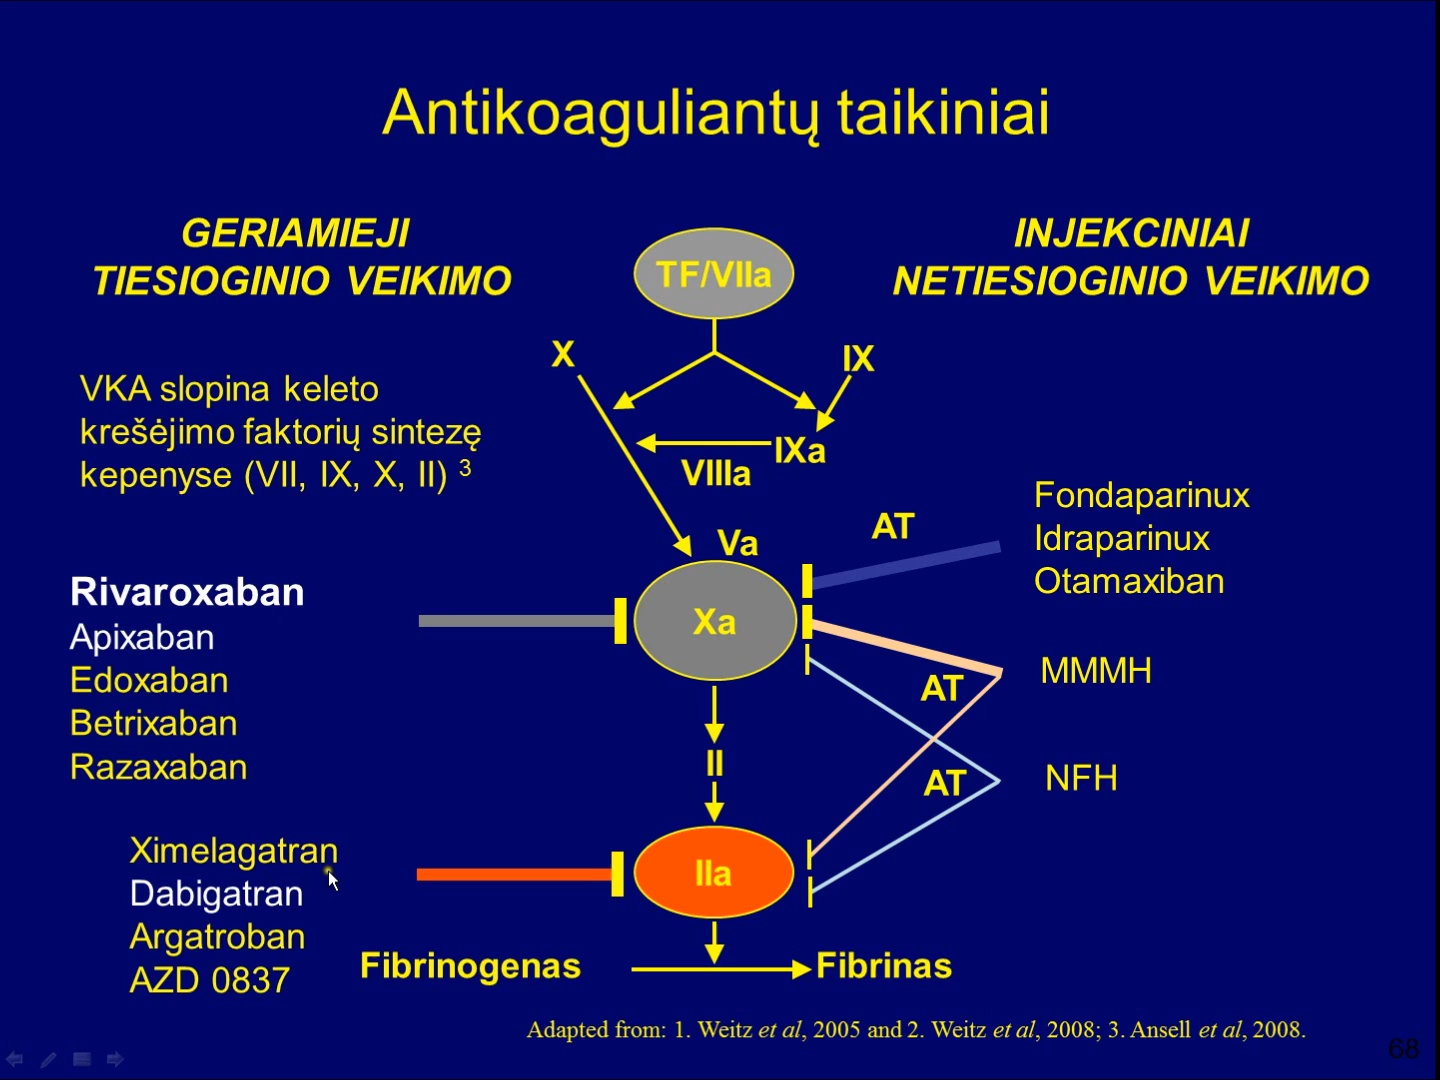 Antikoaguliantų taikiniai
GERIAMIEJI
TIESIOGINIO VEIKIMO
INJEKCINIAI
NETIESIOGINIO VEIKIMO
TF/VIIa
X
IX
VKA slopina keleto
krešėjimo faktorių sintezę
kepenyse (VII, IX, X, II) ³
IXa
VIIIa
Va
AT
Fondaparinux
Idraparinux
Otamaxiban
Rivaroxaban
Apixaban
Edoxaban
Betrixaban
Razaxaban
Xa
AT
MMMH
II
AT
NFH
Ximelagatran
Dabigatran
Argatroban
AZD 0837
IIa
Fibrinogenas
Fibrinas
Adapted from: 1. Weitz et al, 2005 and 2. Weitz et al, 2008; 3. Ansell et al, 2008.
68